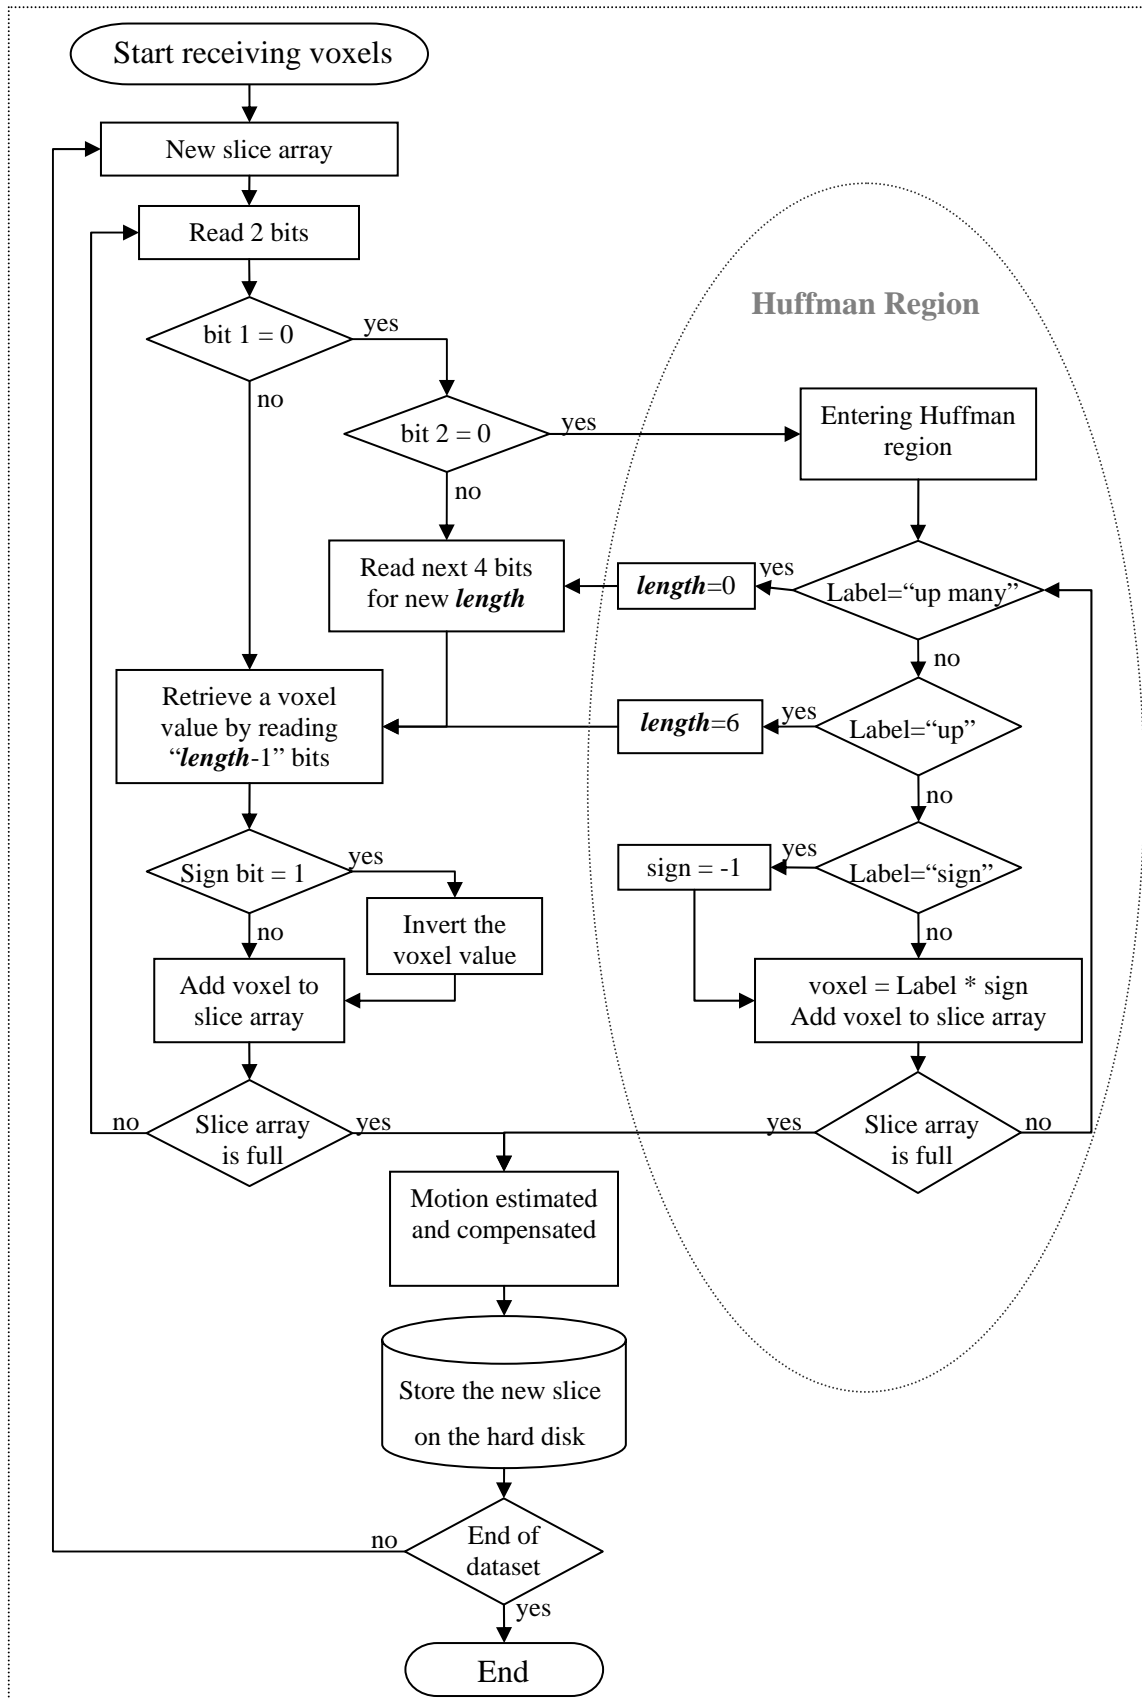 Start receiving voxels
New slice array
Read 2 bits
Huffman Region
bit 1 = 0
yes
no
bit 2 = 0
yes
no
Entering Huffman
region
Read next 4 bits
for new length
length=0
yes
Label=“up many”
no
Retrieve a voxel
value by reading
“length-1” bits
length=6
yes
Label=“up”
no
Sign bit = 1
yes
no
Invert the
voxel value
sign = -1
yes
Label=“sign”
no
Add voxel to
slice array
voxel = Label * sign
Add voxel to slice array
no
Slice array
is full
yes
yes
Slice array
is full
no
Motion estimated
and compensated
Store the new slice
on the hard disk
no
End of
dataset
yes
End